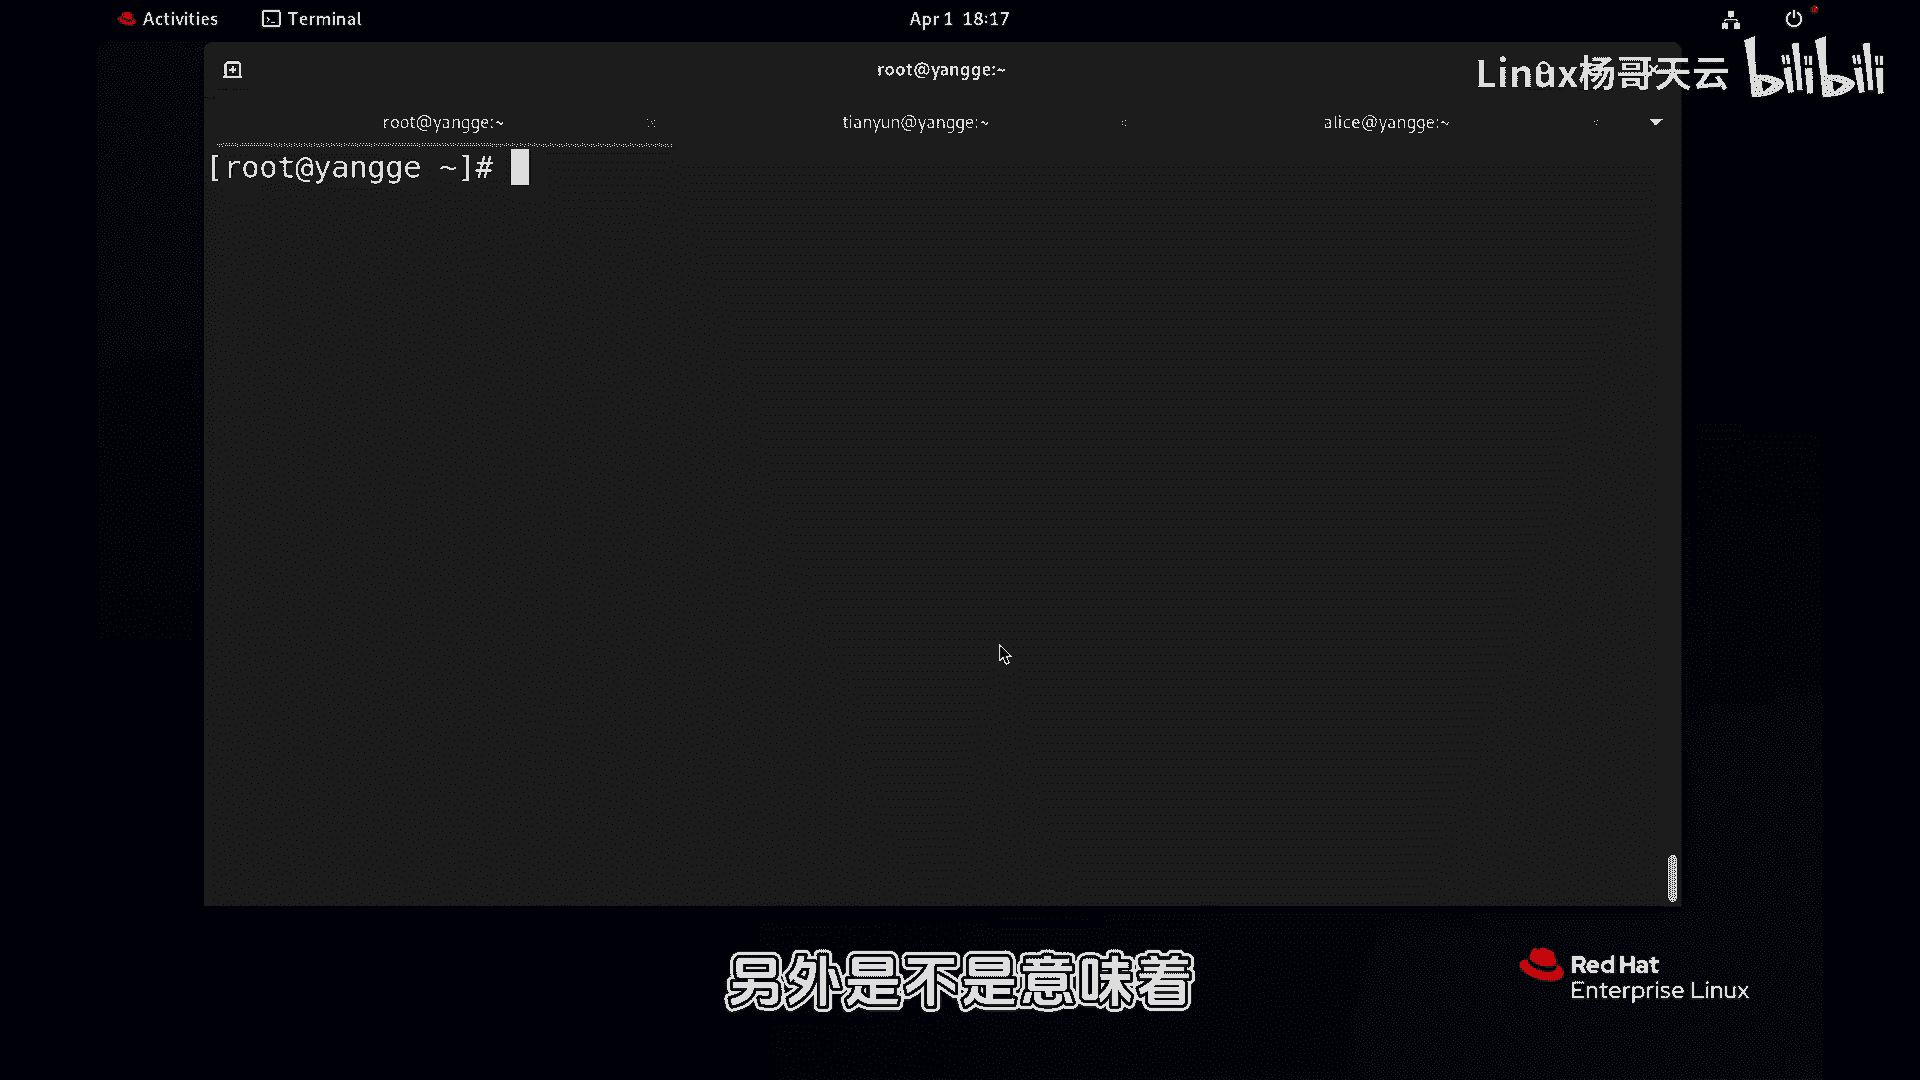 Activities
Terminal
Apr 1 18:17
root@yangge:~
Linux杨哥天云 bilibili
root@yangge:~
tianyun@yangge:~
alice@yangge:~
[root@yangge ~]#
另外是不是意味着
Red Hat
Enterprise Linux